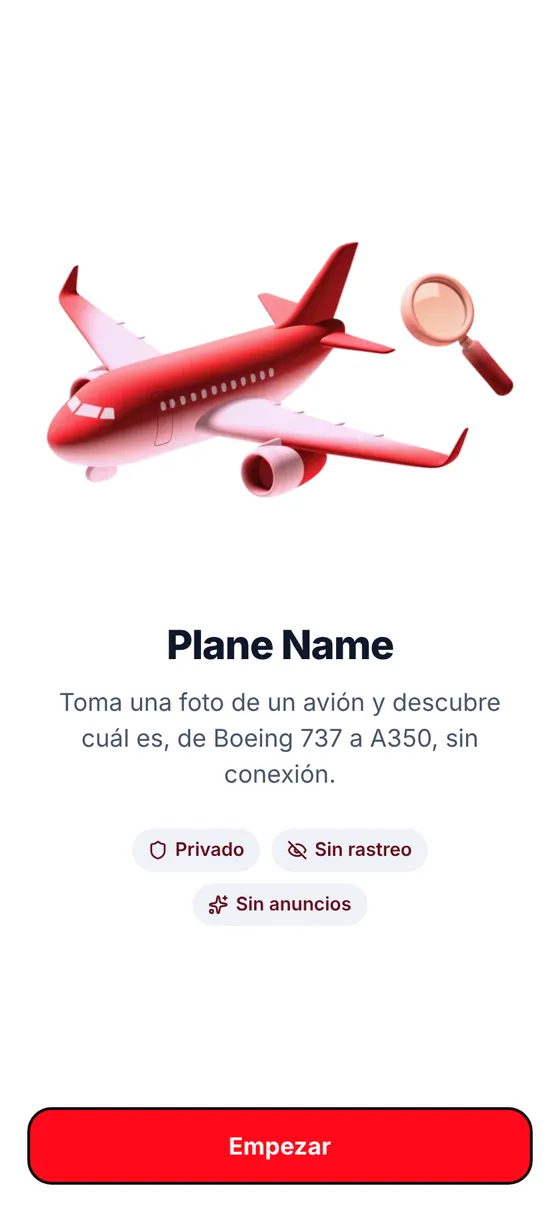 Plane Name
Toma una foto de un avión y descubre
cuál es, de Boeing 737 a A350, sin
conexión.
Privado
Sin rastreo
Sin anuncios
Empezar